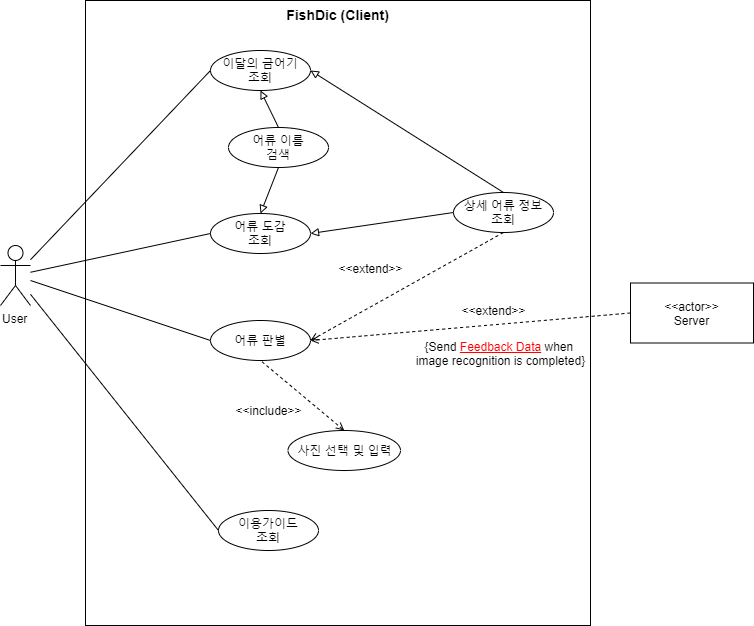 FishDic (Client)
이달의 금어기
조회
어류 이름
검색
상세 어류 정보
조회
어류 도감
조회
<<extend>>
User
<<actor>>
Server
<<extend>>
어류 판별
{Send Feedback Data when
image recognition is completed}
<<include>>
사진 선택 및 입력
이용가이드
조회